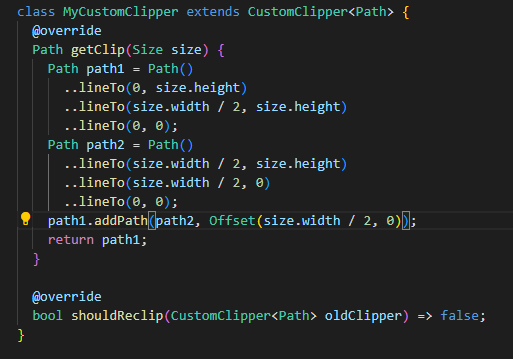 class MyCustomClipper extends CustomClipper<Path> {
  @override
  Path getClip(Size size) {
    Path path1 = Path()
      ..lineTo(0, size.height)
      ..lineTo(size.width / 2, size.height)
      ..lineTo(0, 0);
    Path path2 = Path()
      ..lineTo(size.width / 2, size.height)
      ..lineTo(size.width / 2, 0)
      ..lineTo(0, 0);
    path1.addPath(path2, Offset(size.width / 2, 0));
    return path1;
  }

  @override
  bool shouldReclip(CustomClipper<Path> oldClipper) => false;
}